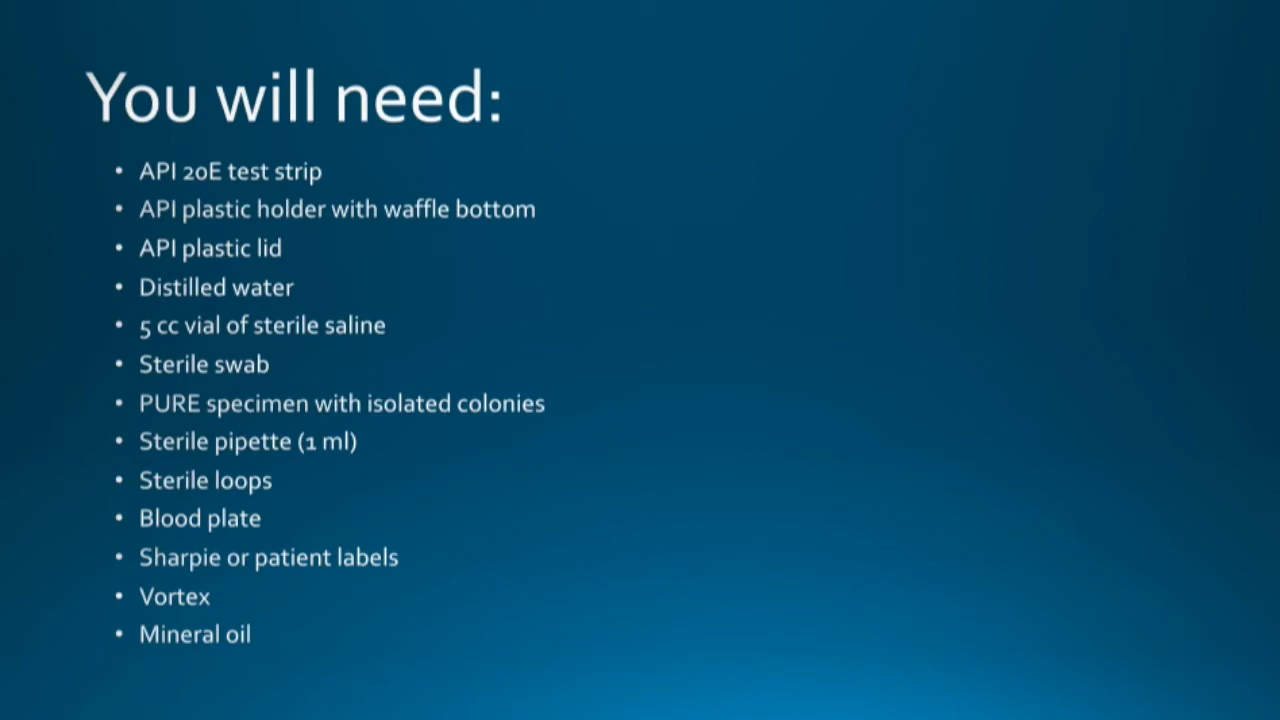 You will need:
• API 20E test strip
• API plastic holder with waffle bottom
• API plastic lid
• Distilled water
• 5 cc vial of sterile saline
• Sterile swab
• PURE specimen with isolated colonies
• Sterile pipette (1 ml)
• Sterile loops
• Blood plate
• Sharpie or patient labels
• Vortex
• Mineral oil